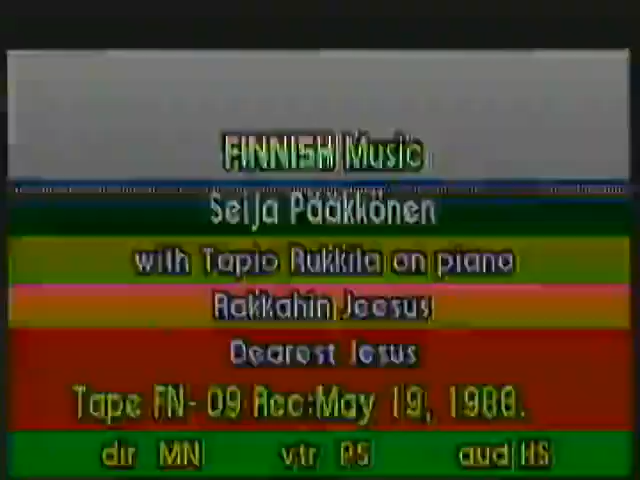 FINNISH Music
Seija Pääkkönen
with Tapio Rukkila on piano
Rakkahin Jeesus
Dearest Jesus
Tape FN-09 Rec:May 19, 1988.
dir MN vtr PS aud HS